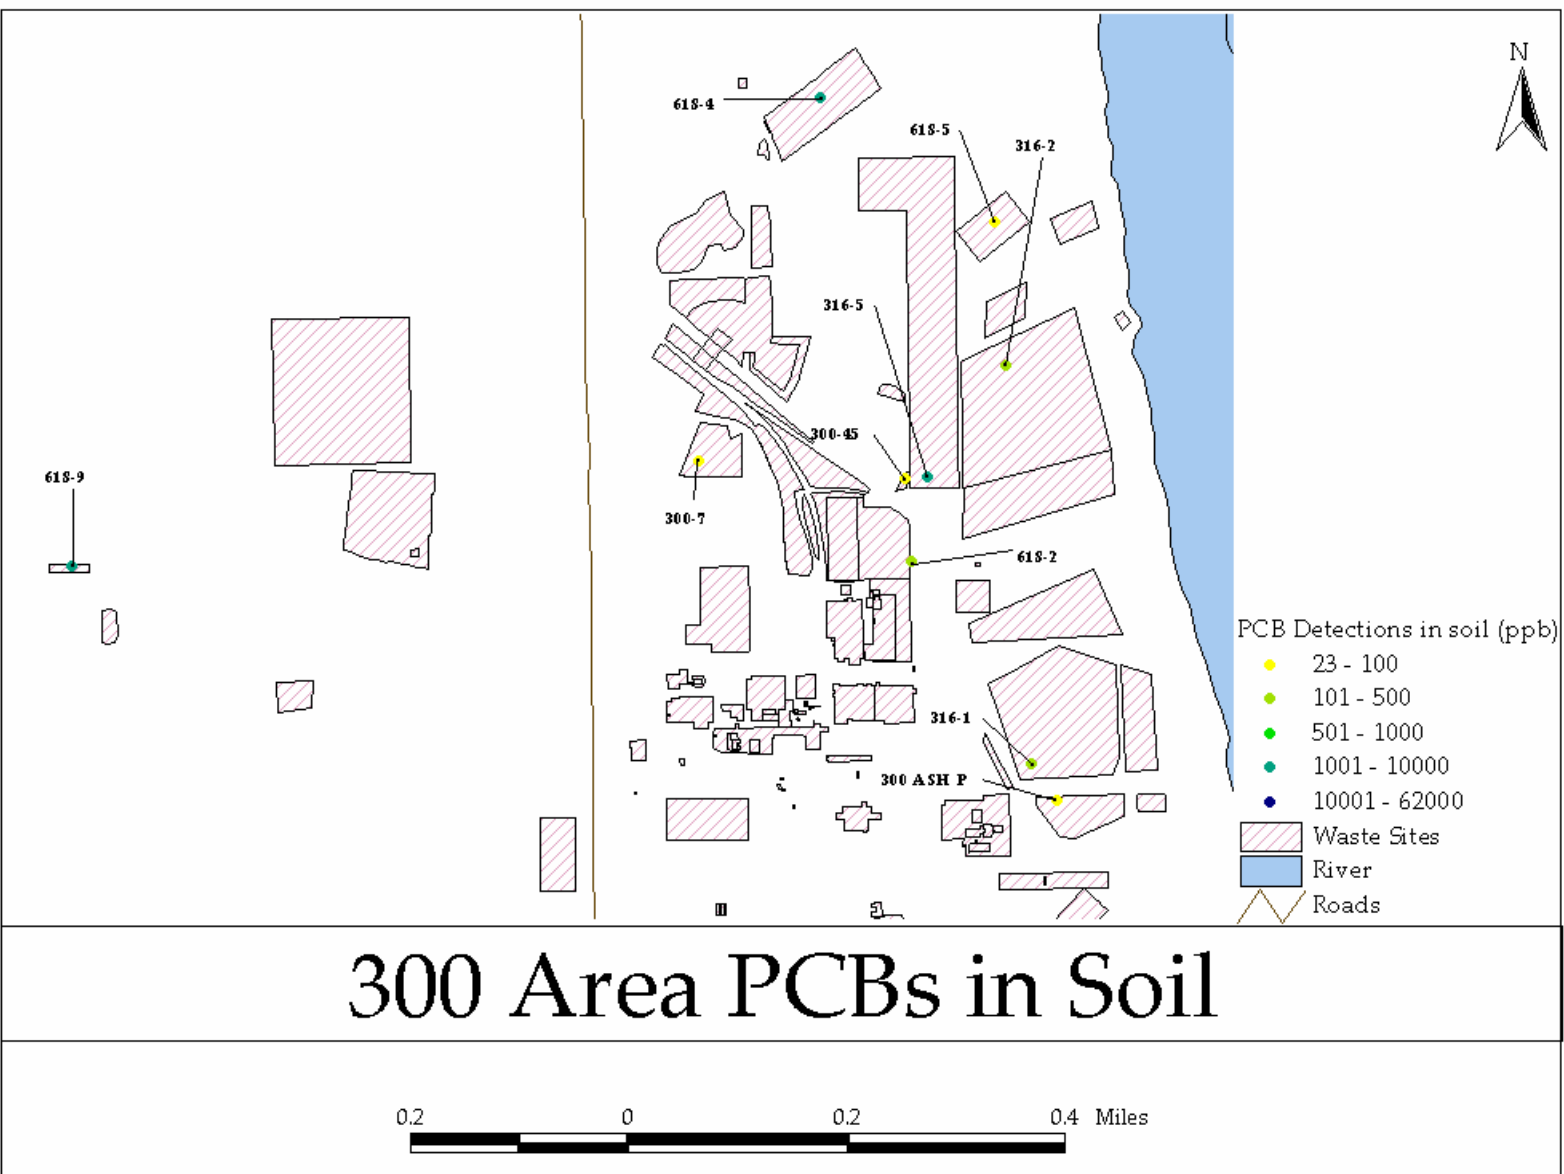 N
618-4
618-5
316-2
316-5
300-45
618-9
300-7
618-2
316-1
300 ASH P
PCB Detections in soil (ppb)
23 - 100
101 - 500
501 - 1000
1001 - 10000
10001 - 62000
Waste Sites
River
Roads
300 Area PCBs in Soil
0.2 0 0.2 0.4 Miles